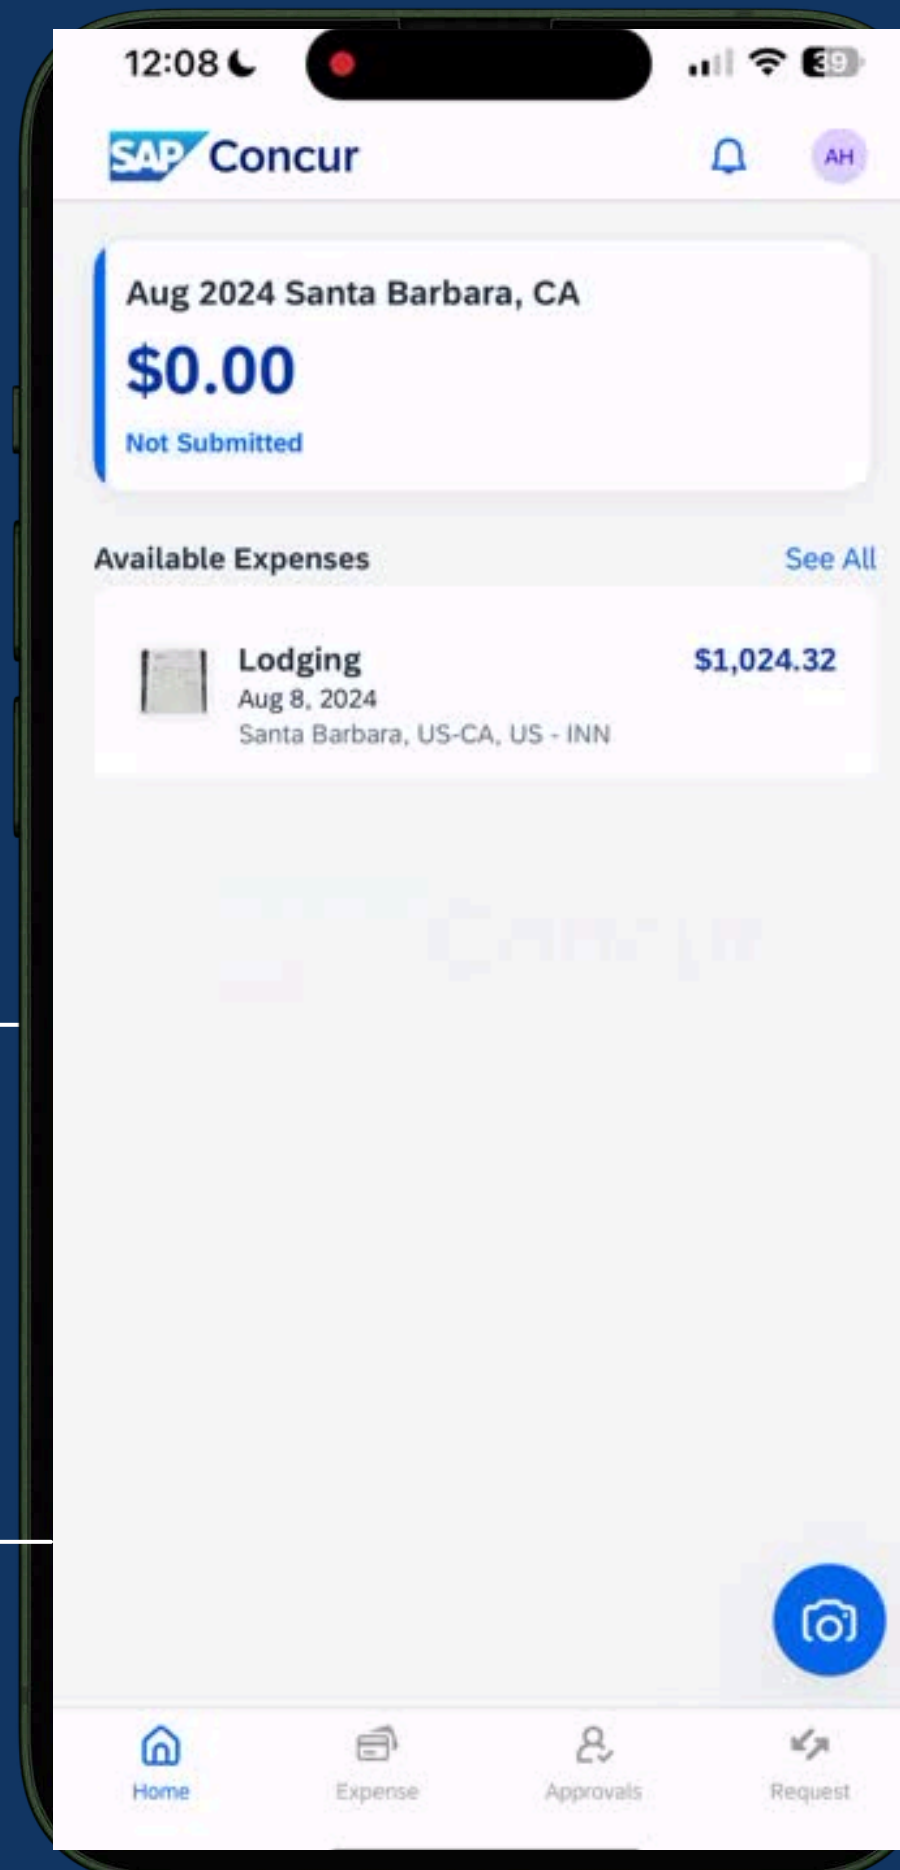 12:08
39
SAP Concur
AH
Aug 2024 Santa Barbara, CA
$0.00
Not Submitted
Available Expenses
See All
Lodging
$1,024.32
Aug 8, 2024
Santa Barbara, US-CA, US - INN
Concur
Home
Expense
Approvals
Request